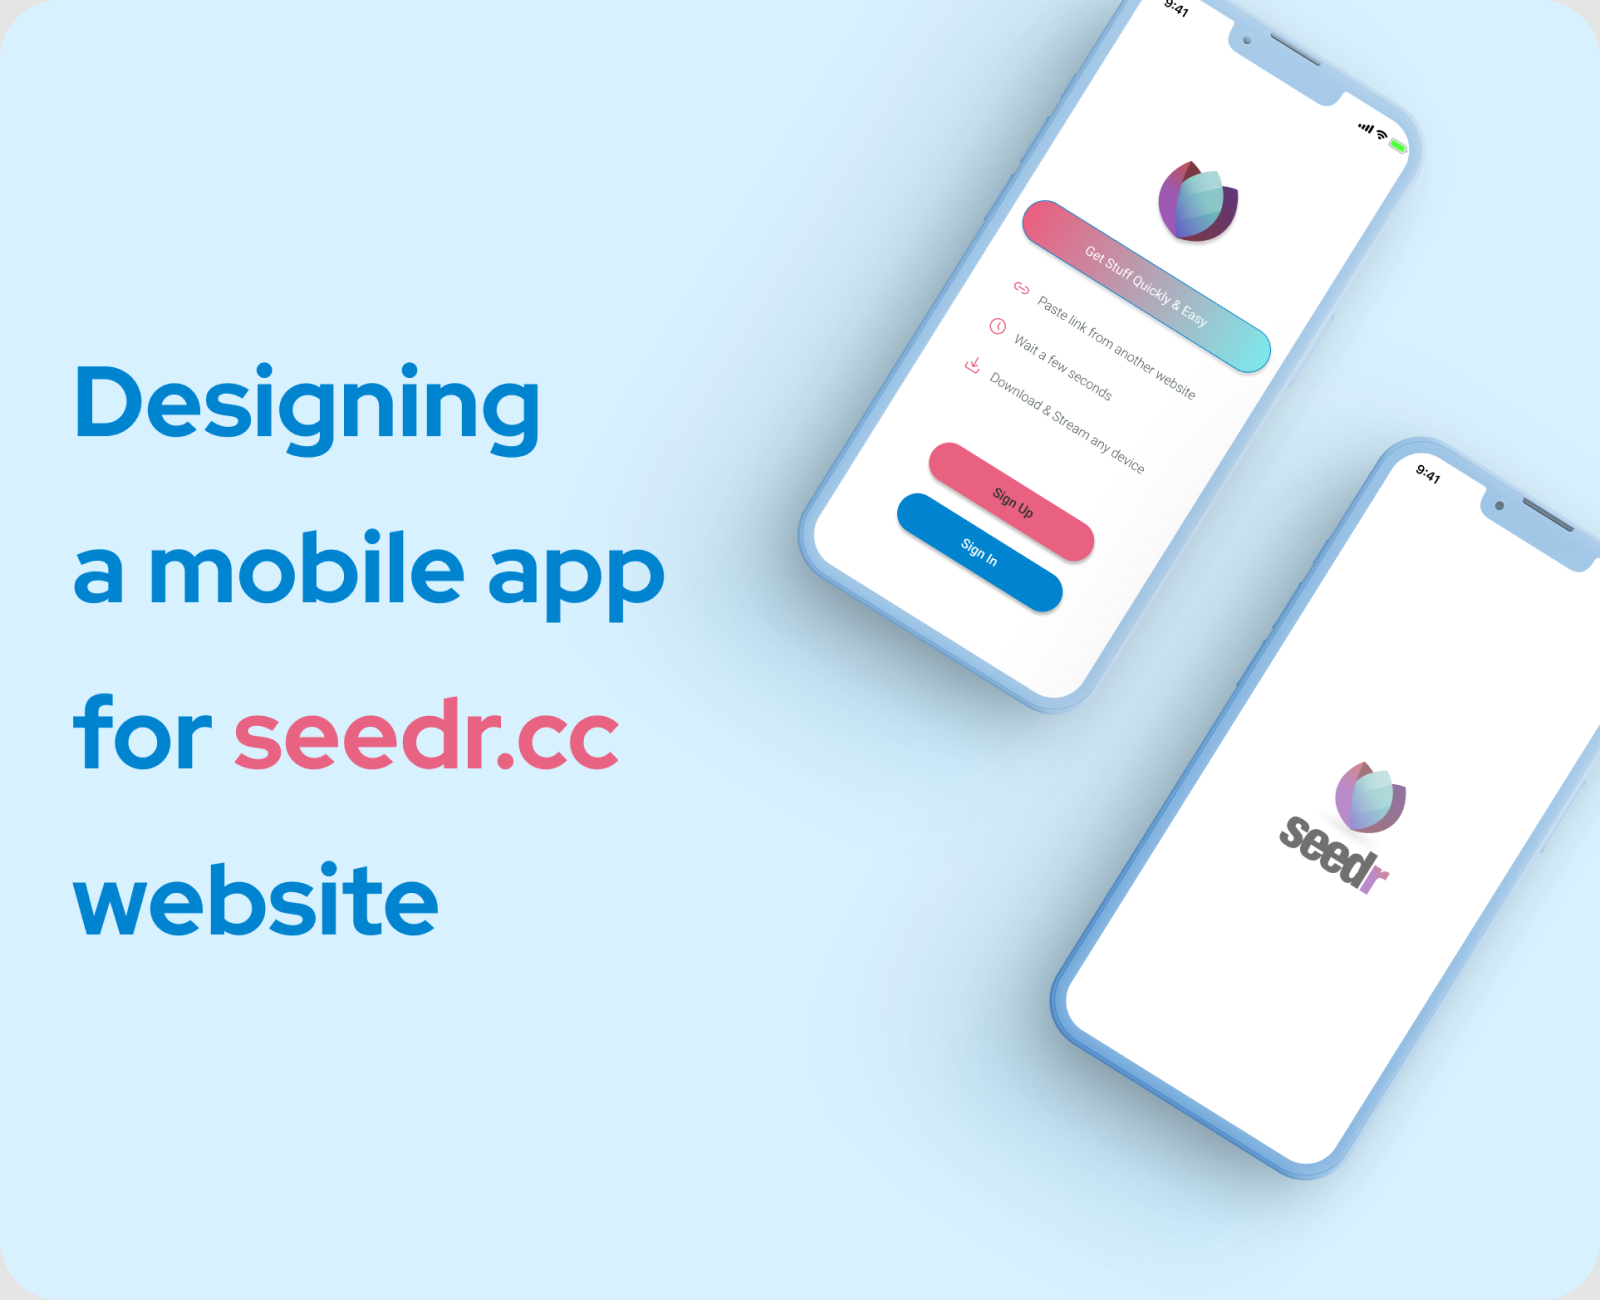 Designing
a mobile app
for seedr.cc
website
9:41
Get Stuff Quickly & Easy
Paste link from another website
Wait a few seconds
Download & Stream any device
Sign Up
Sign In
9:41
seedr